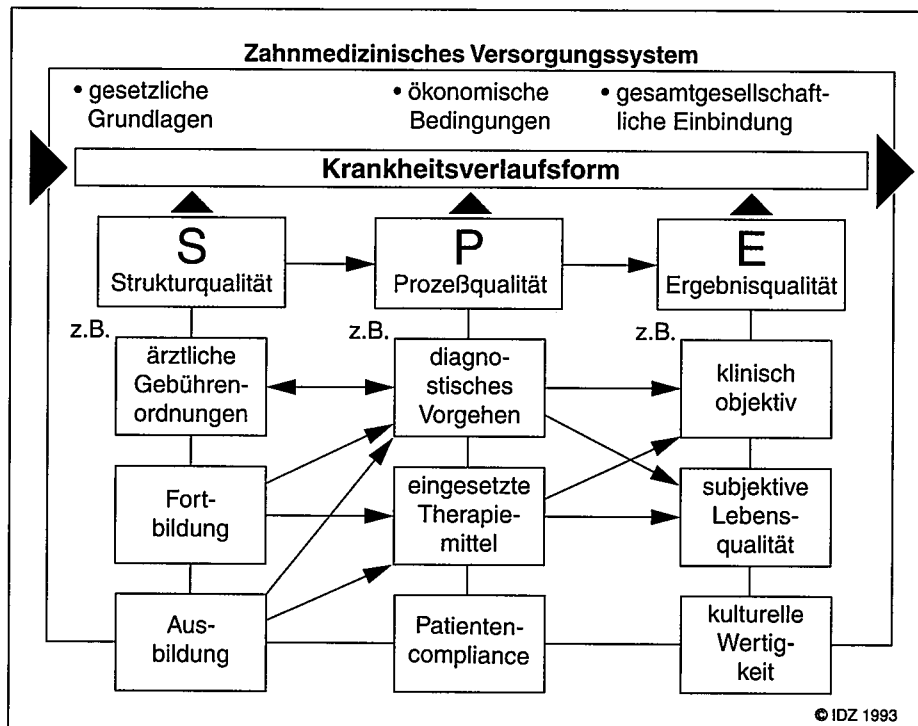 Zahnmedizinisches Versorgungssystem
• gesetzliche
Grundlagen
• ökonomische
Bedingungen
• gesamtgesellschaft-
liche Einbindung
Krankheitsverlaufsform
S
Strukturqualität
P
Prozeßqualität
E
Ergebnisqualität
z.B.
ärztliche
Gebühren-
ordnungen
z.B.
diagno-
stisches
Vorgehen
z.B.
klinisch
objektiv
Fort-
bildung
eingesetzte
Therapie-
mittel
subjektive
Lebens-
qualität
Aus-
bildung
Patienten-
compliance
kulturelle
Wertig-
keit
© IDZ 1993